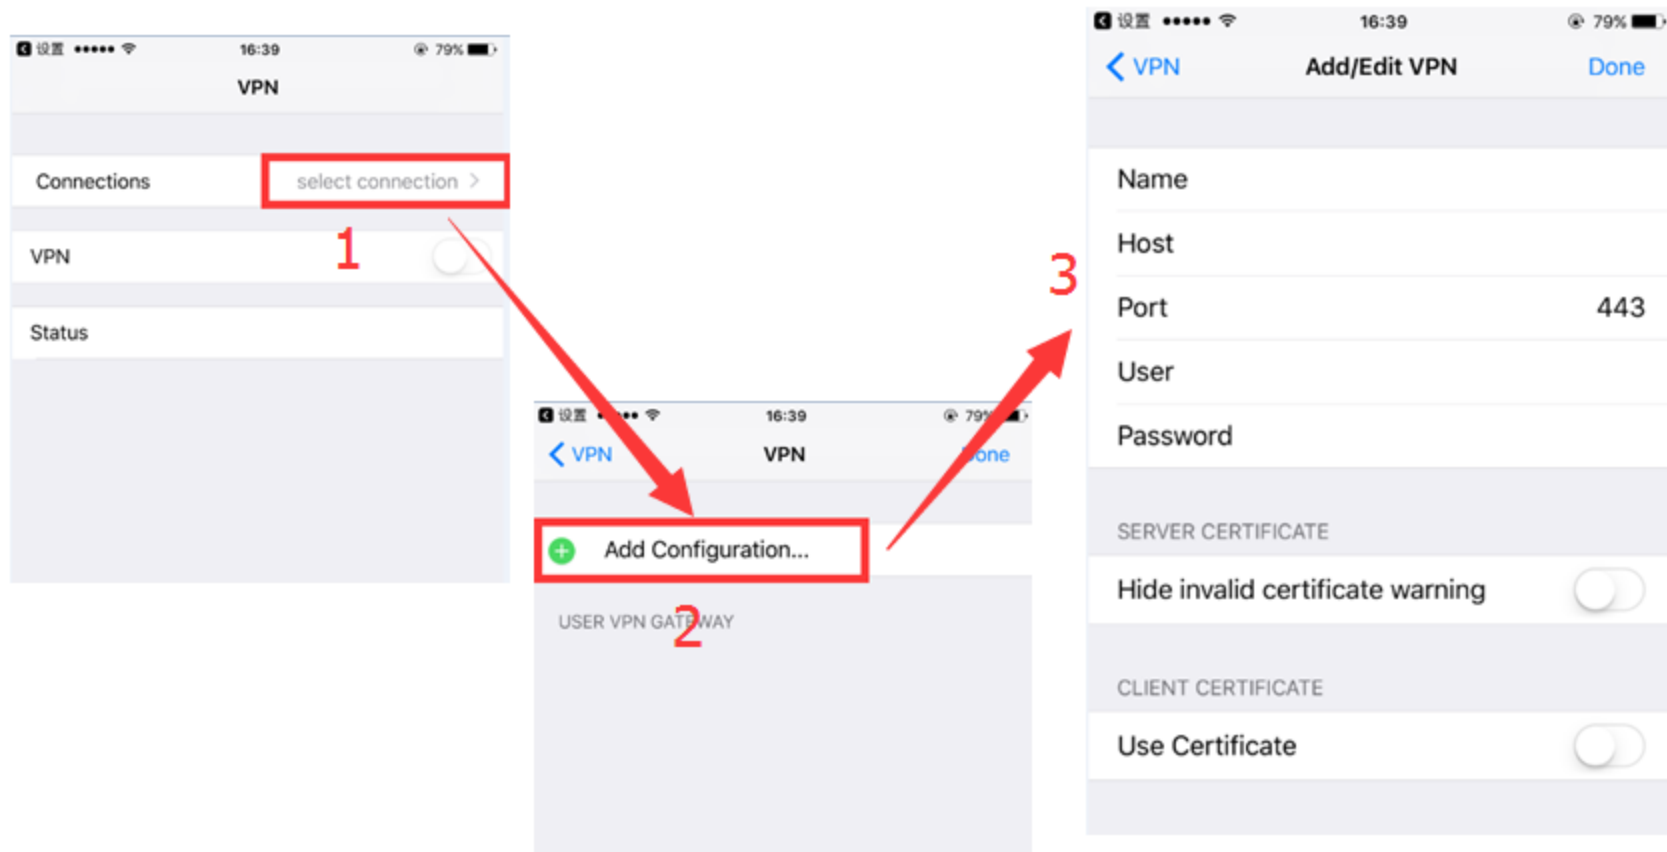 设置 16:39 79%
VPN
Connections select connection
VPN
1
Status
设置 16:39 79%
VPN VPN Done
Add Configuration...
USER VPN GATEWAY
2
3
设置 16:39 79%
VPN Add/Edit VPN Done
Name
Host
Port 443
User
Password
SERVER CERTIFICATE
Hide invalid certificate warning
CLIENT CERTIFICATE
Use Certificate